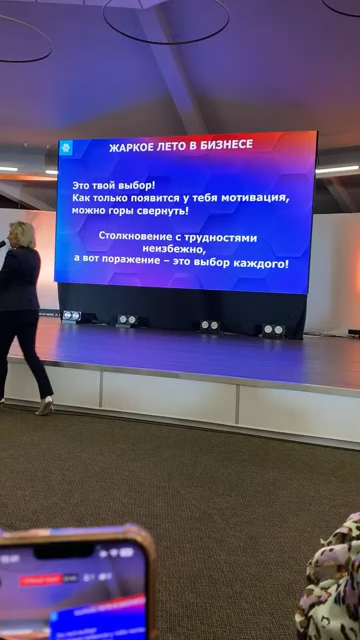 ЖАРКОЕ ЛЕТО В БИЗНЕСЕ
Это твой выбор!
Как только появится у тебя мотивация,
можно горы свернуть!
Столкновение с трудностями
неизбежно,
а вот поражение – это выбор каждого!